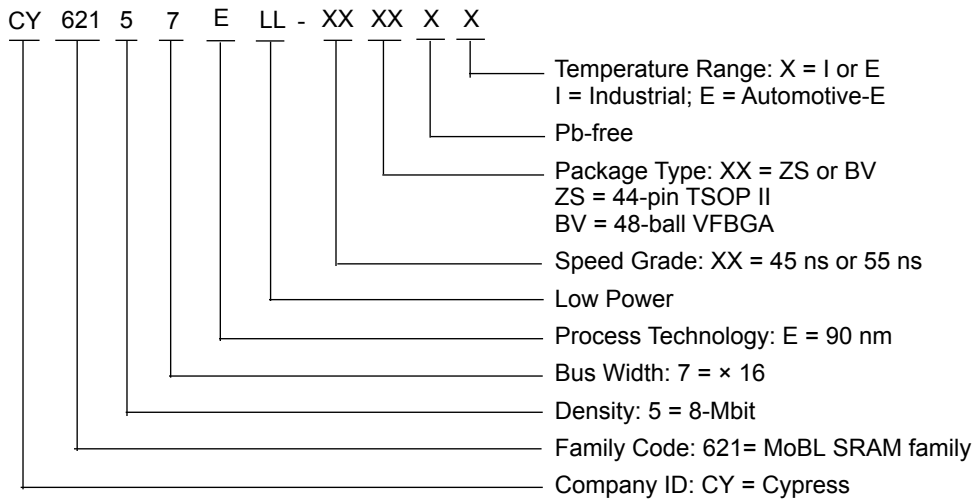 CY 621 5 7 E LL - XX XX X X
Temperature Range: X = I or E
I = Industrial; E = Automotive-E
Pb-free
Package Type: XX = ZS or BV
ZS = 44-pin TSOP II
BV = 48-ball VFBGA
Speed Grade: XX = 45 ns or 55 ns
Low Power
Process Technology: E = 90 nm
Bus Width: 7 = × 16
Density: 5 = 8-Mbit
Family Code: 621= MoBL SRAM family
Company ID: CY = Cypress